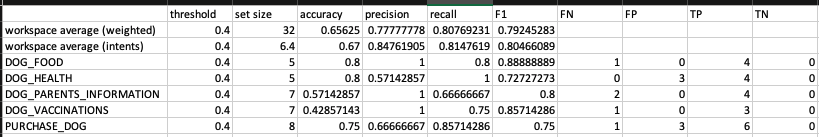 threshold set size accuracy precision recall F1 FN FP TP TN
workspace average (weighted) 0.4 32 0.65625 0.77777778 0.80769231 0.79245283
workspace average (intents) 0.4 6.4 0.67 0.84761905 0.8147619 0.80466089
DOG_FOOD 0.4 5 0.8 1 0.8 0.88888889 1 0 4 0
DOG_HEALTH 0.4 5 0.8 0.57142857 1 0.72727273 0 3 4 0
DOG_PARENTS_INFORMATION 0.4 7 0.57142857 1 0.66666667 0.8 2 0 4 0
DOG_VACCINATIONS 0.4 7 0.42857143 1 0.75 0.85714286 1 0 3 0
PURCHASE_DOG 0.4 8 0.75 0.66666667 0.85714286 0.75 1 3 6 0